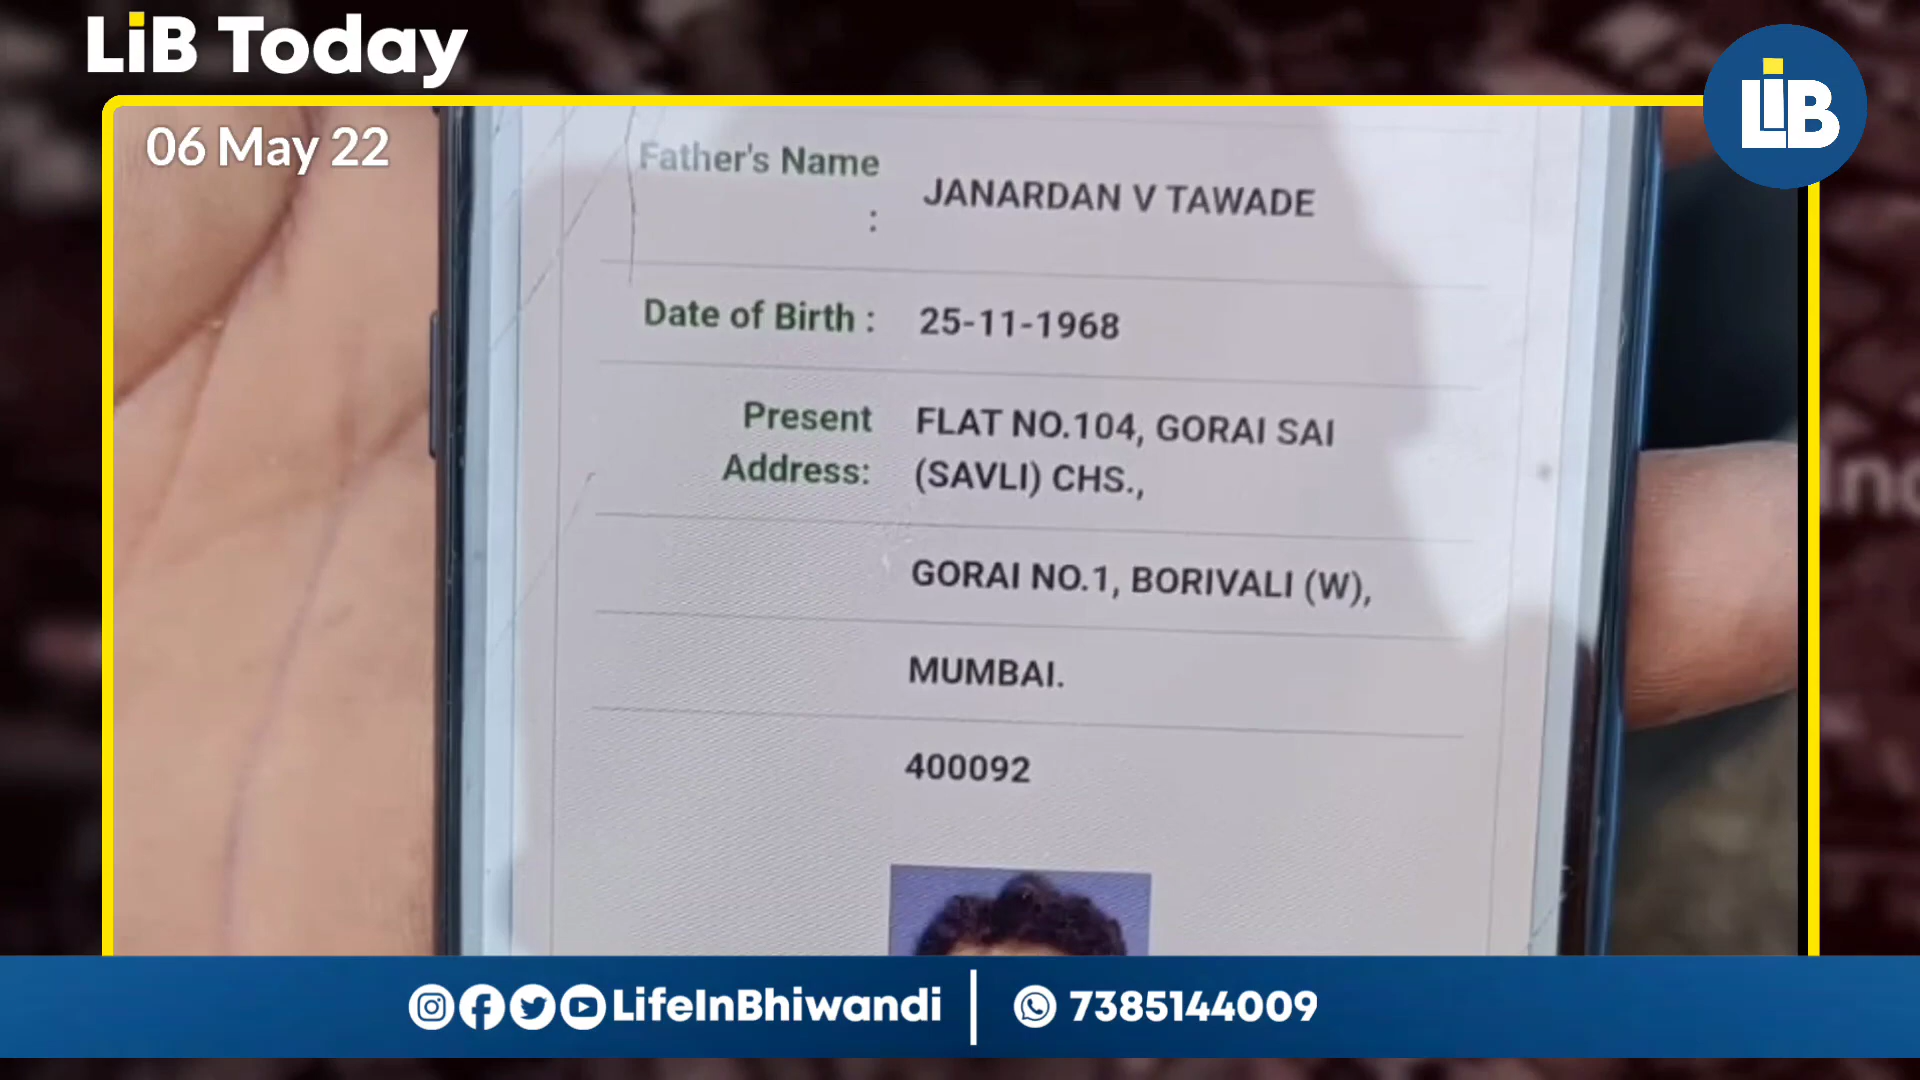 LiB Today
LiB
06 May 22
Father's Name
:
JANARDAN V TAWADE
Date of Birth : 25-11-1968
Present
Address:
FLAT NO.104, GORAI SAI
(SAVLI) CHS.,
GORAI NO.1, BORIVALI (W),
MUMBAI.
400092
LifeInBhiwandi | 7385144009